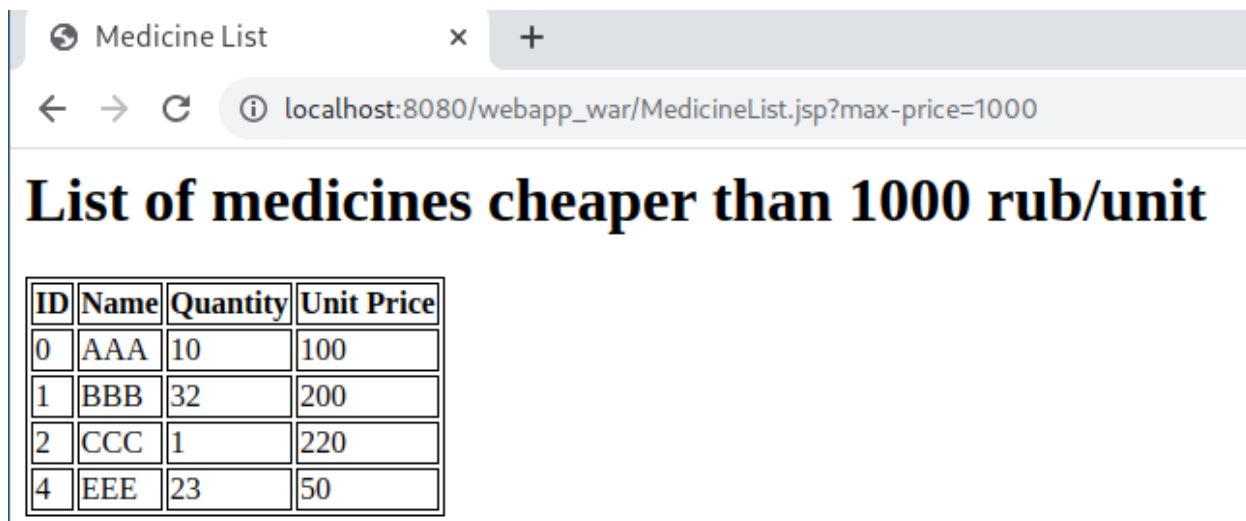 Medicine List
localhost:8080/webapp_war/MedicineList.jsp?max-price=1000
List of medicines cheaper than 1000 rub/unit
ID Name Quantity Unit Price
0 AAA 10 100
1 BBB 32 200
2 CCC 1 220
4 EEE 23 50